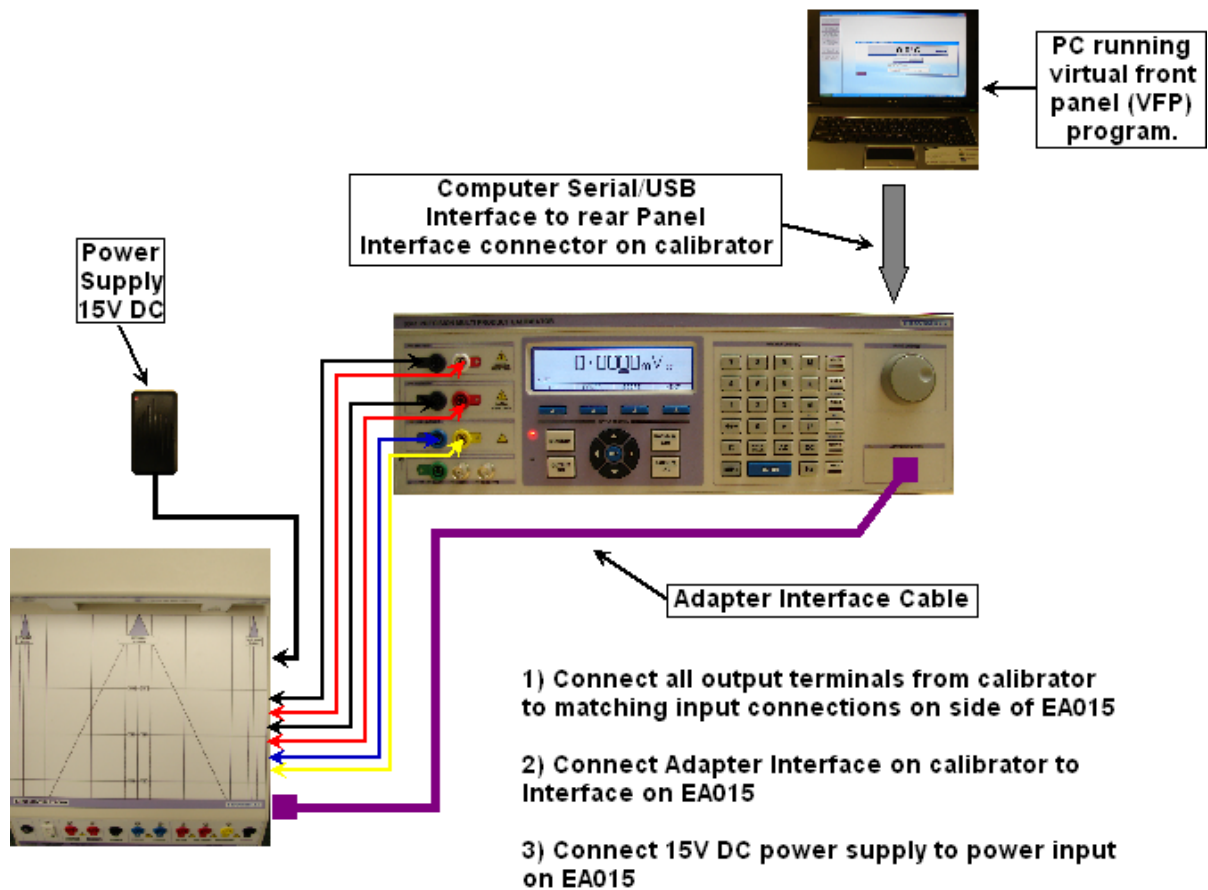 PC running
virtual front
panel (VFP)
program.
Computer Serial/USB
Interface to rear Panel
Interface connector on calibrator
Power
Supply
15V DC
Adapter Interface Cable
1) Connect all output terminals from calibrator
to matching input connections on side of EA015
2) Connect Adapter Interface on calibrator to
Interface on EA015
3) Connect 15V DC power supply to power input
on EA015